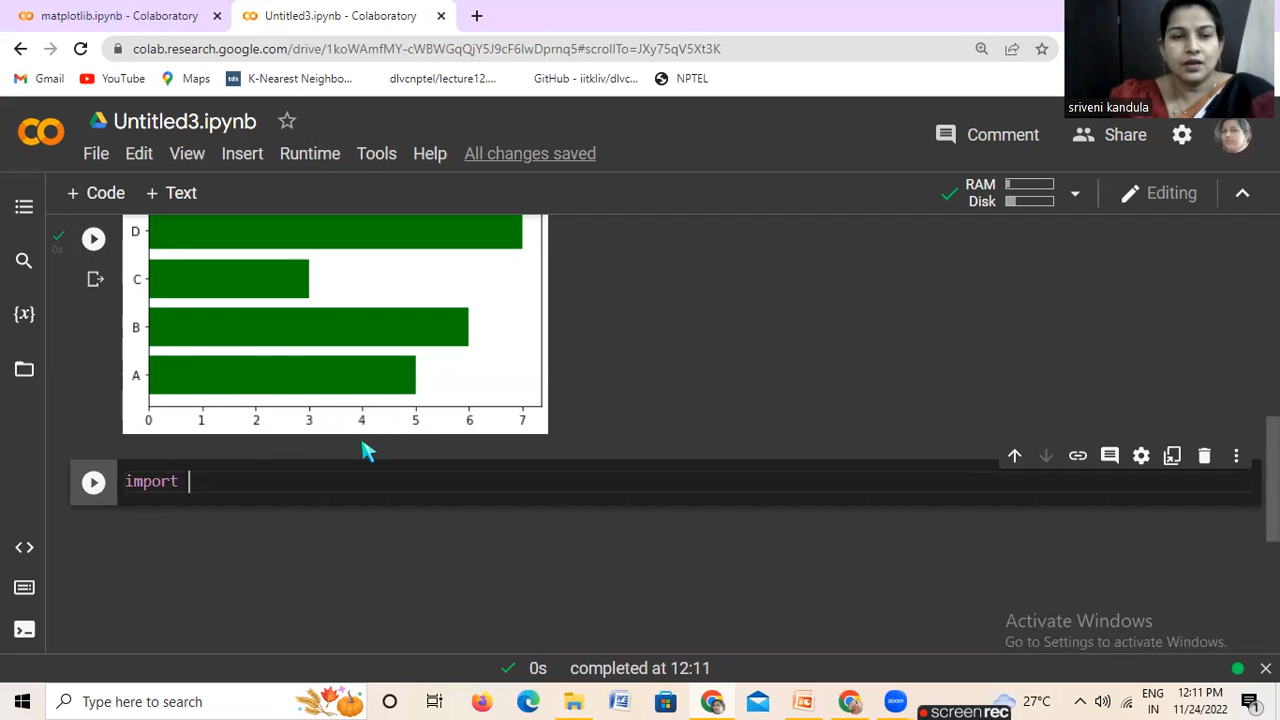 matplotlib.ipynb - Colaboratory
Untitled3.ipynb - Colaboratory
colab.research.google.com/drive/1koWAmfMY-cWBWGqQjY5J9cF6IwDprnq5#scrollTo=JXy75qV5Xt3K
Gmail
YouTube
Maps
tds
K-Nearest Neighbo...
dlvcnptel/lecture12....
GitHub - iitkliv/dlvc...
NPTEL
sriveni kandula
Untitled3.ipynb
Comment
Share
File
Edit
View
Insert
Runtime
Tools
Help
All changes saved
+ Code
+ Text
RAM
Disk
Editing
0s
D
C
B
A
0 1 2 3 4 5 6 7
{x}
import
Activate Windows
Go to Settings to activate Windows.
0s completed at 12:11
Type here to search
zoom
27°C
ENG
IN
12:11 PM
11/24/2022
screenrec